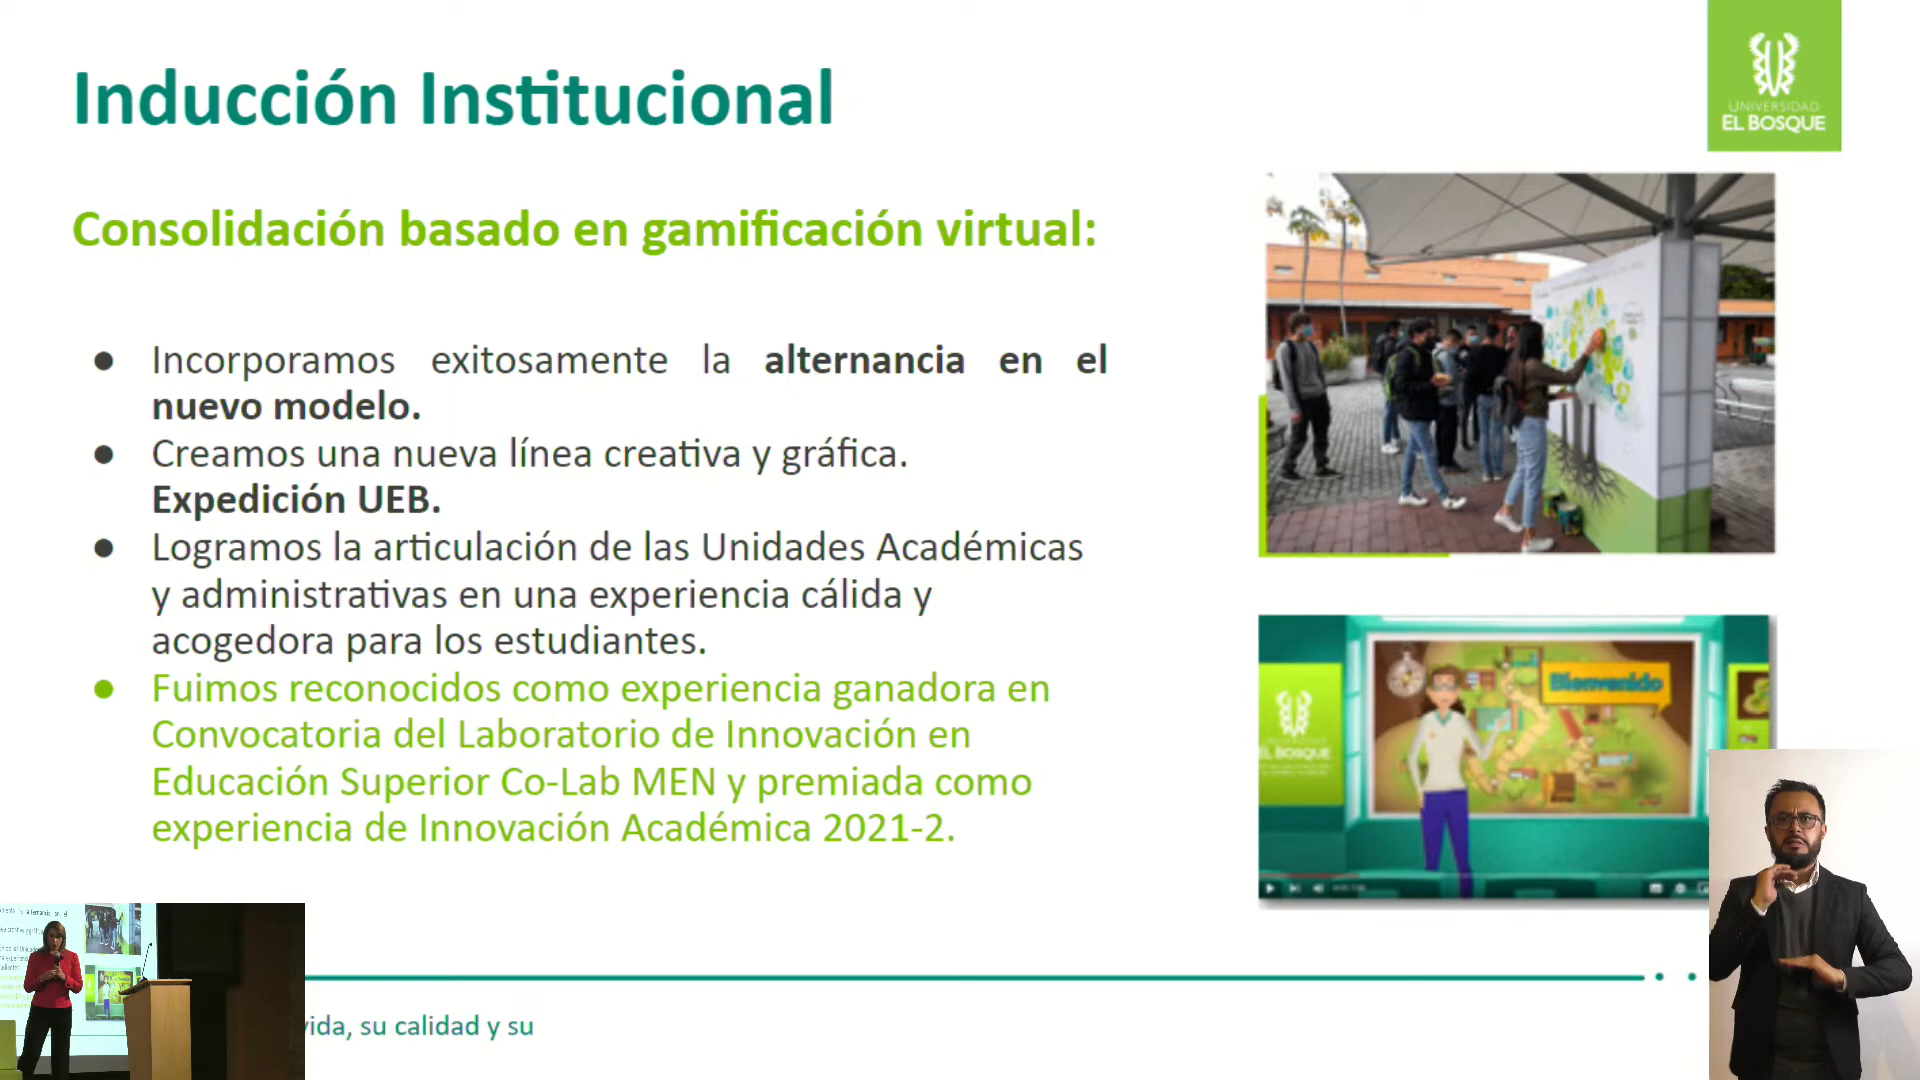 Inducción Institucional
UNIVERSIDAD
EL BOSQUE
Consolidación basado en gamificación virtual:
● Incorporamos exitosamente la alternancia en el
nuevo modelo.
● Creamos una nueva línea creativa y gráfica.
Expedición UEB.
● Logramos la articulación de las Unidades Académicas
y administrativas en una experiencia cálida y
acogedora para los estudiantes.
● Fuimos reconocidos como experiencia ganadora en
Convocatoria del Laboratorio de Innovación en
Educación Superior Co-Lab MEN y premiada como
experiencia de Innovación Académica 2021-2.
Bienvenido
EL BOSQUE
vida, su calidad y su